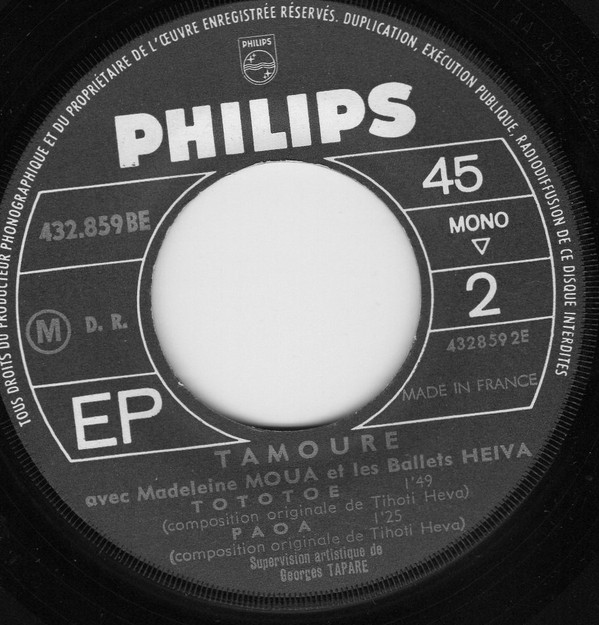 TOUS DROITS DU PRODUCTEUR PHONOGRAPHIQUE ET DU PROPRIÉTAIRE DE L'ŒUVRE ENREGISTRÉE RÉSERVÉS. DUPLICATION, EXÉCUTION PUBLIQUE, RADIODIFFUSION DE CE DISQUE INTERDITES
PHILIPS
PHILIPS
432.859 BE
45
MONO
2
M D. R.
432859 2E
EP
MADE IN FRANCE
TAMOURE
avec Madeleine MOUA et les Ballets HEIVA
TOTOTOE 1'49
(composition originale de Tihoti Heva)
PAOA 1'25
(composition originale de Tihoti Heva)
Supervision artistique de
Georges TAPARE